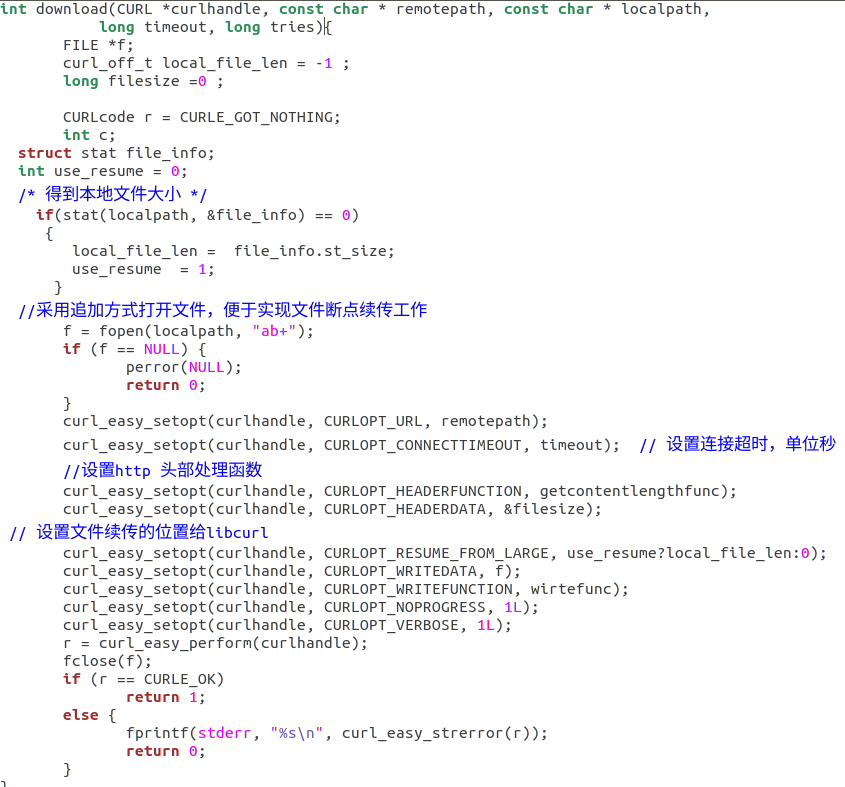 int download(CURL *curlhandle, const char * remotepath, const char * localpath,
           long timeout, long tries){
       FILE *f;
       curl_off_t local_file_len = -1 ;
       long filesize =0 ;
       CURLcode r = CURLE_GOT_NOTHING;
       int c;
  struct stat file_info;
  int use_resume = 0;
  /* 得到本地文件大小 */
    if(stat(localpath, &file_info) == 0)
     {
        local_file_len =  file_info.st_size;
        use_resume  = 1;
      }
  //采用追加方式打开文件，便于实现文件断点续传工作
       f = fopen(localpath, "ab+");
       if (f == NULL) {
              perror(NULL);
              return 0;
       }
       curl_easy_setopt(curlhandle, CURLOPT_URL, remotepath);
       curl_easy_setopt(curlhandle, CURLOPT_CONNECTTIMEOUT, timeout);  // 设置连接超时，单位秒
       //设置http 头部处理函数
       curl_easy_setopt(curlhandle, CURLOPT_HEADERFUNCTION, getcontentlengthfunc);
       curl_easy_setopt(curlhandle, CURLOPT_HEADERDATA, &filesize);
 // 设置文件续传的位置给libcurl
       curl_easy_setopt(curlhandle, CURLOPT_RESUME_FROM_LARGE, use_resume?local_file_len:0);
       curl_easy_setopt(curlhandle, CURLOPT_WRITEDATA, f);
       curl_easy_setopt(curlhandle, CURLOPT_WRITEFUNCTION, wirtefunc);
       curl_easy_setopt(curlhandle, CURLOPT_NOPROGRESS, 1L);
       curl_easy_setopt(curlhandle, CURLOPT_VERBOSE, 1L);
       r = curl_easy_perform(curlhandle);
       fclose(f);
       if (r == CURLE_OK)
              return 1;
       else {
              fprintf(stderr, "%s\n", curl_easy_strerror(r));
              return 0;
       }
}